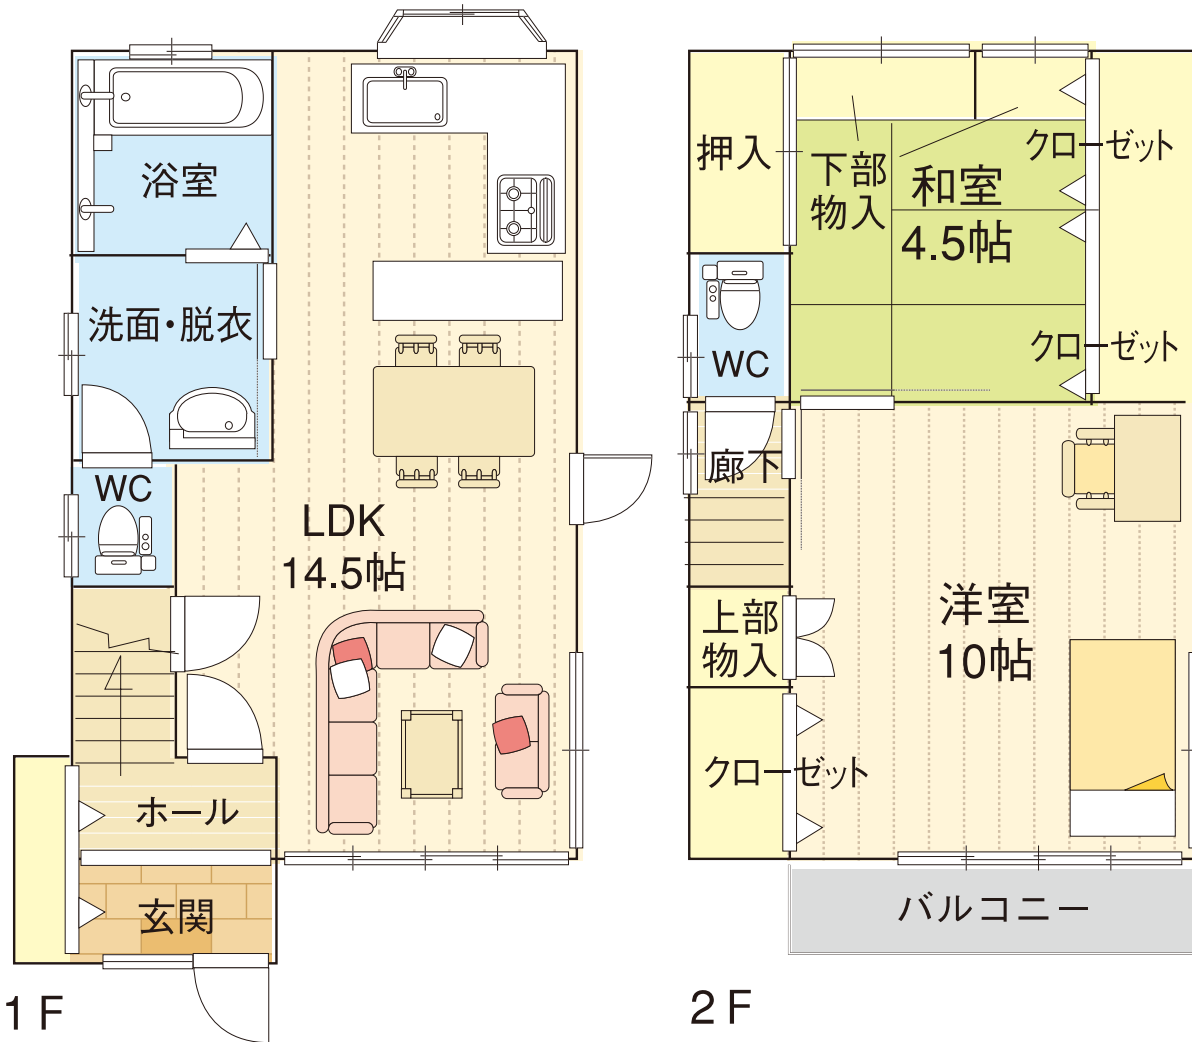 浴室
洗面・脱衣
WC
LDK
14.5帖
ホール
玄関
1F
押入
下部
物入
和室
4.5帖
クローゼット
クローゼット
WC
廊下
上部
物入
洋室
10帖
クローゼット
バルコニー
2F